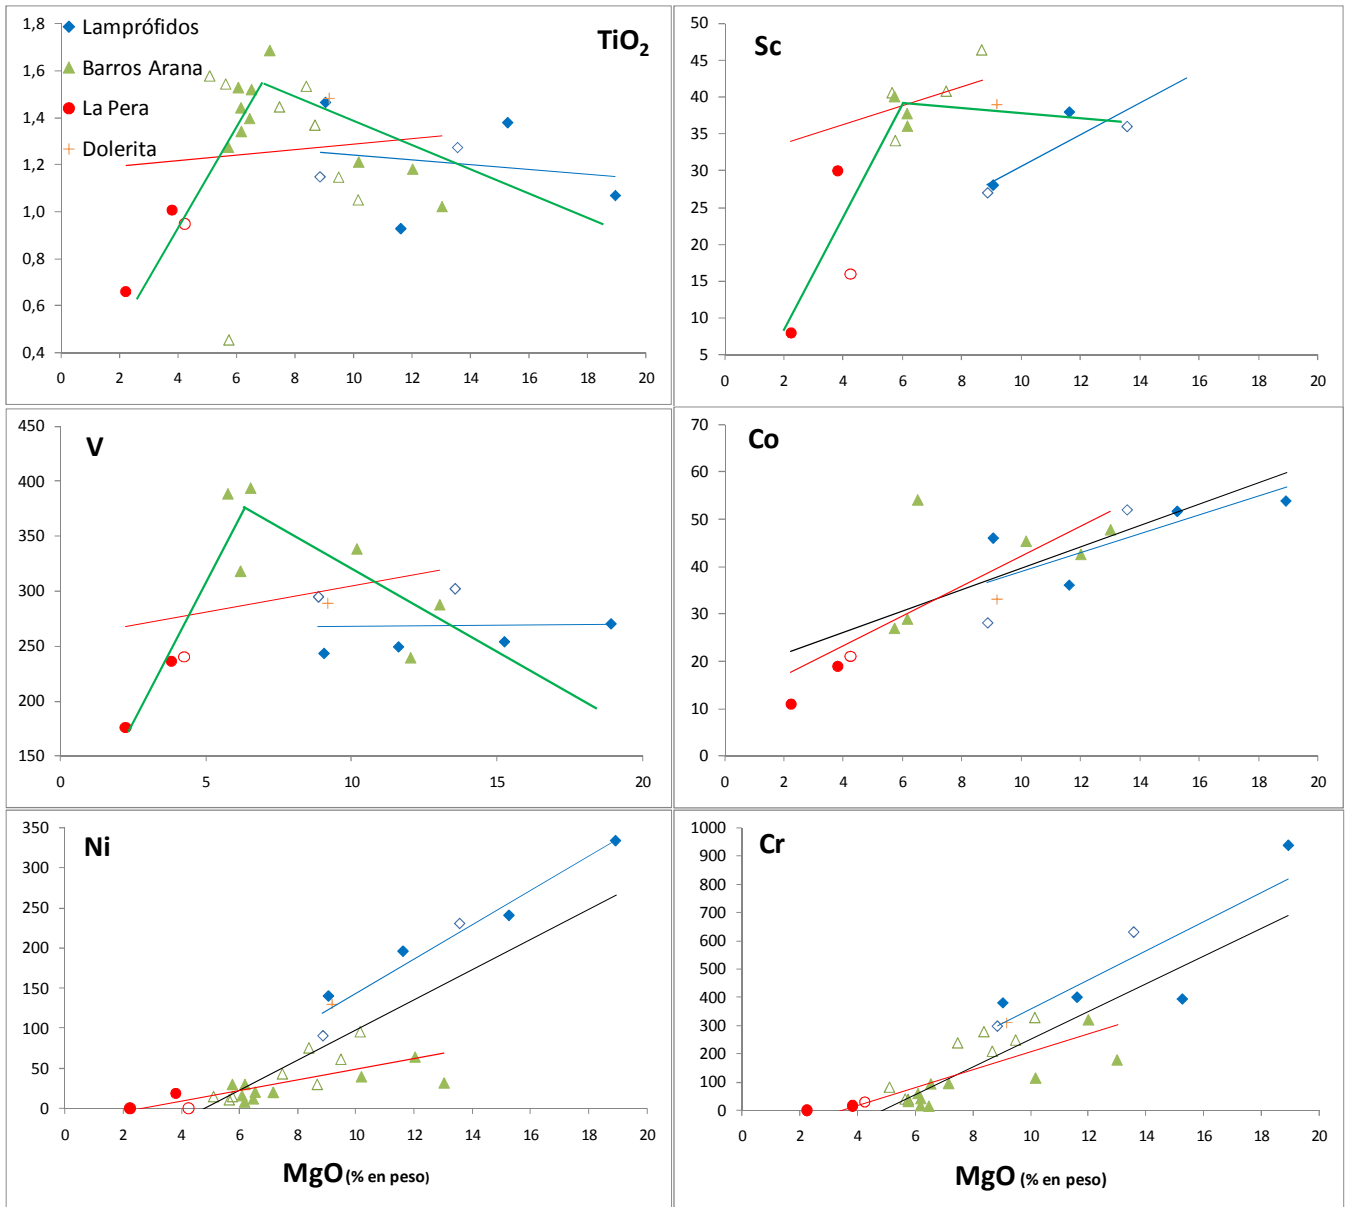 TiO2
Lamprófidos
Barros Arana
La Pera
Dolerita
1,8
1,6
1,4
1,2
1,0
0,8
0,6
0,4
0 2 4 6 8 10 12 14 16 18 20
Sc
50
45
40
35
30
25
20
15
10
5
0 2 4 6 8 10 12 14 16 18 20
V
450
400
350
300
250
200
150
0 5 10 15 20
Co
70
60
50
40
30
20
10
0
0 2 4 6 8 10 12 14 16 18 20
Ni
350
300
250
200
150
100
50
0
0 2 4 6 8 10 12 14 16 18 20
MgO (% en peso)
Cr
1000
900
800
700
600
500
400
300
200
100
0
0 2 4 6 8 10 12 14 16 18 20
MgO (% en peso)